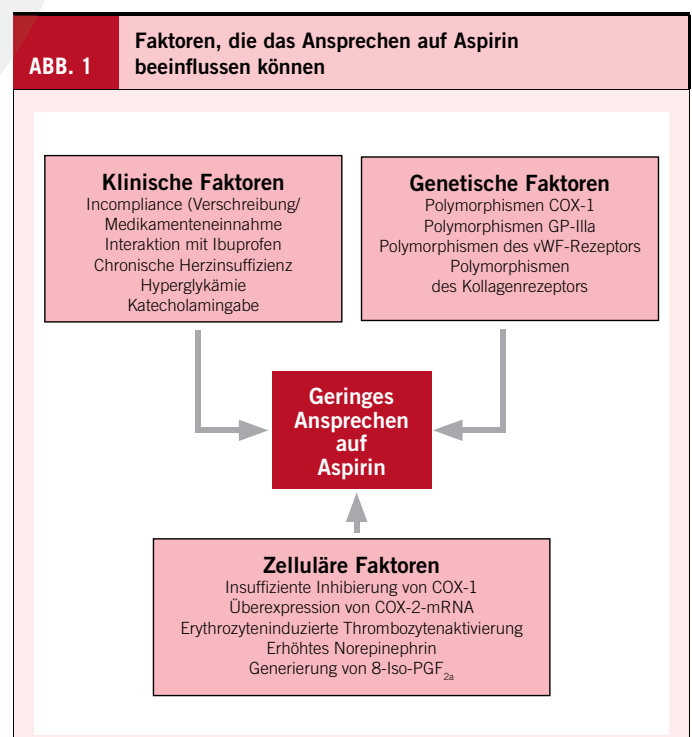 ABB. 1
Faktoren, die das Ansprechen auf Aspirin
beeinflussen können
Klinische Faktoren
Incompliance (Verschreibung/
Medikamenteneinnahme
Interaktion mit Ibuprofen
Chronische Herzinsuffizienz
Hyperglykämie
Katecholamingabe
Genetische Faktoren
Polymorphismen COX-1
Polymorphismen GP-IIIa
Polymorphismen des vWF-Rezeptors
Polymorphismen
des Kollagenrezeptors
Geringes
Ansprechen
auf
Aspirin
Zelluläre Faktoren
Insuffiziente Inhibierung von COX-1
Überexpression von COX-2-mRNA
Erythrozyteninduzierte Thrombozytenaktivierung
Erhöhtes Norepinephrin
Generierung von 8-Iso-PGF2a